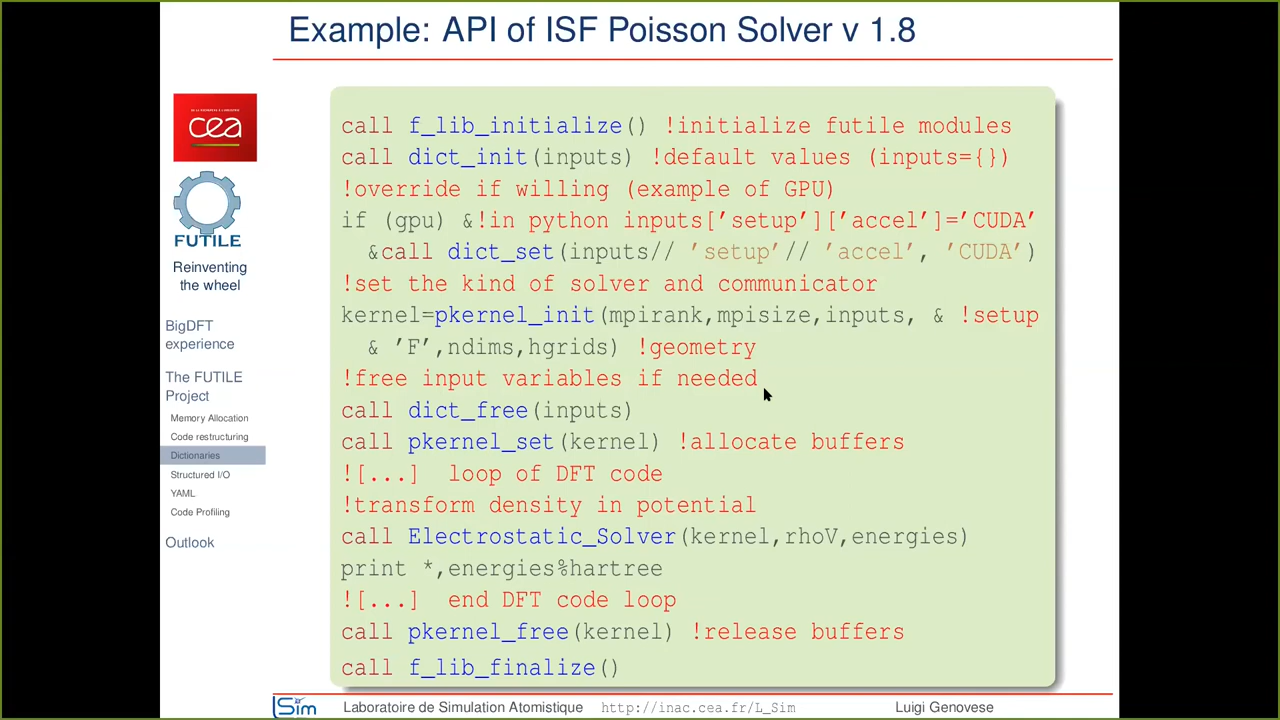 Example: API of ISF Poisson Solver v 1.8
cea
FUTILE
Reinventing
the wheel
BigDFT
experience
The FUTILE
Project
Memory Allocation
Code restructuring
Dictionaries
Structured I/O
YAML
Code Profiling
Outlook
call f_lib_initialize() !initialize futile modules
call dict_init(inputs) !default values (inputs={})
!override if willing (example of GPU)
if (gpu) &!in python inputs['setup']['accel']='CUDA'
&call dict_set(inputs// 'setup'// 'accel', 'CUDA')
!set the kind of solver and communicator
kernel=pkernel_init(mpirank,mpisize,inputs, & !setup
& 'F',ndims,hgrids) !geometry
!free input variables if needed
call dict_free(inputs)
call pkernel_set(kernel) !allocate buffers
![...] loop of DFT code
!transform density in potential
call Electrostatic_Solver(kernel,rhoV,energies)
print *,energies%hartree
![...] end DFT code loop
call pkernel_free(kernel) !release buffers
call f_lib_finalize()
L_Sim Laboratoire de Simulation Atomistique http://inac.cea.fr/L_Sim Luigi Genovese